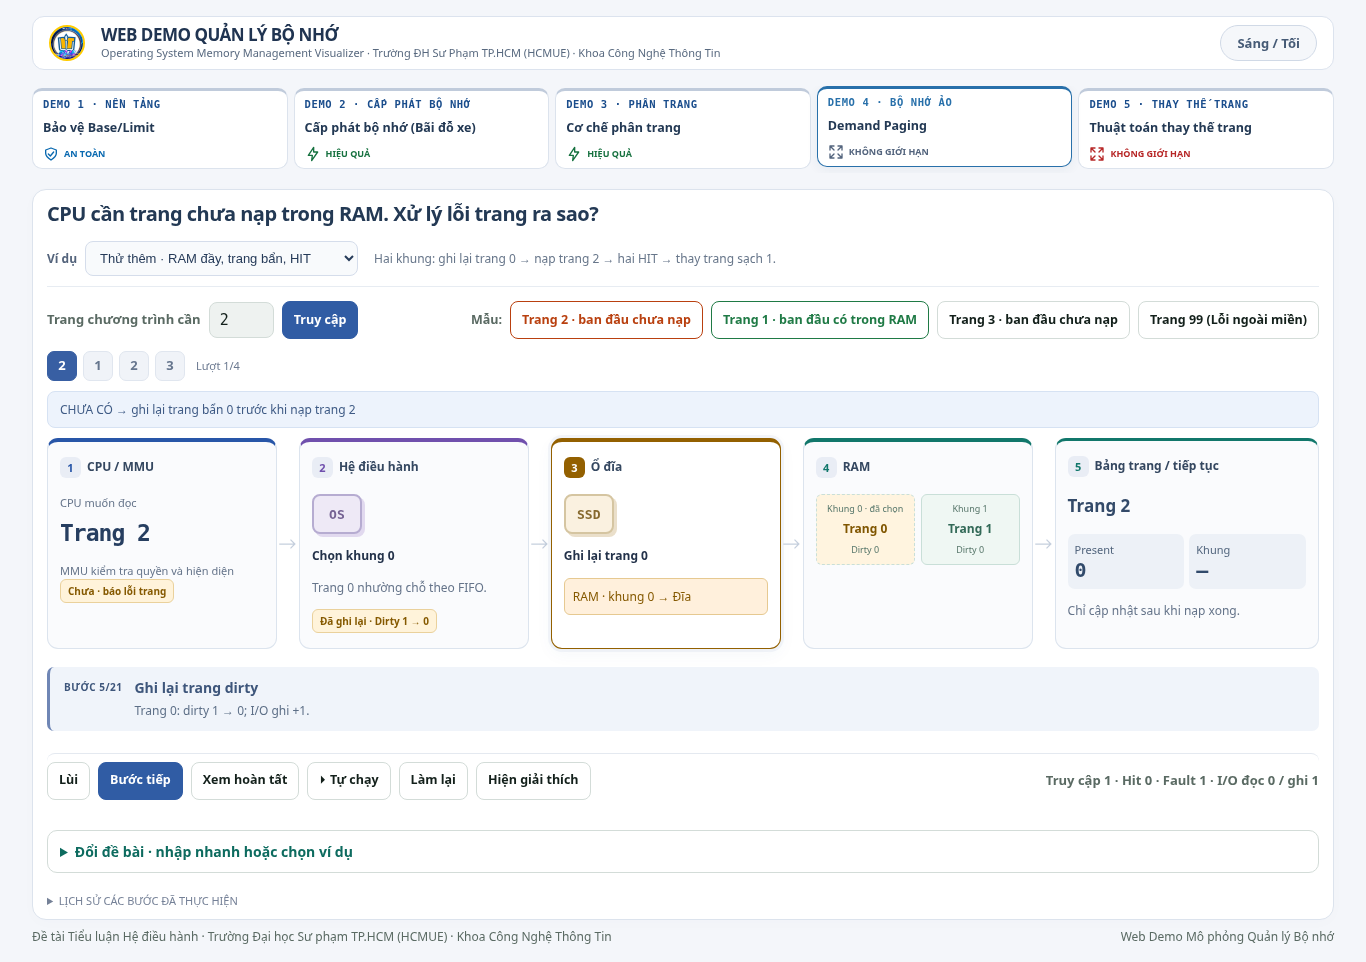 WEB DEMO QUẢN LÝ BỘ NHỚ
Operating System Memory Management Visualizer · Trường ĐH Sư Phạm TP.HCM (HCMUE) · Khoa Công Nghệ Thông Tin
Sáng / Tối
DEMO 1 · NỀN TẢNG
Bảo vệ Base/Limit
AN TOÀN
DEMO 2 · CẤP PHÁT BỘ NHỚ
Cấp phát bộ nhớ (Bãi đỗ xe)
HIỆU QUẢ
DEMO 3 · PHÂN TRANG
Cơ chế phân trang
HIỆU QUẢ
DEMO 4 · BỘ NHỚ ẢO
Demand Paging
KHÔNG GIỚI HẠN
DEMO 5 · THAY THẾ TRANG
Thuật toán thay thế trang
KHÔNG GIỚI HẠN
CPU cần trang chưa nạp trong RAM. Xử lý lỗi trang ra sao?
Ví dụ
Thử thêm · RAM đầy, trang bẩn, HIT
Hai khung: ghi lại trang 0 → nạp trang 2 → hai HIT → thay trang sạch 1.
Trang chương trình cần
2
Truy cập
Mẫu:
Trang 2 · ban đầu chưa nạp
Trang 1 · ban đầu có trong RAM
Trang 3 · ban đầu chưa nạp
Trang 99 (Lỗi ngoài miền)
2 1 2 3 Lượt 1/4
CHƯA CÓ → ghi lại trang bẩn 0 trước khi nạp trang 2
1 CPU / MMU
CPU muốn đọc
Trang 2
MMU kiểm tra quyền và hiện diện
Chưa · báo lỗi trang
2 Hệ điều hành
OS
Chọn khung 0
Trang 0 nhường chỗ theo FIFO.
Đã ghi lại · Dirty 1 → 0
3 Ổ đĩa
SSD
Ghi lại trang 0
RAM · khung 0 → Đĩa
4 RAM
Khung 0 · đã chọn
Trang 0
Dirty 0
Khung 1
Trang 1
Dirty 0
5 Bảng trang / tiếp tục
Trang 2
Present
0
Khung
—
Chỉ cập nhật sau khi nạp xong.
BƯỚC 5/21
Ghi lại trang dirty
Trang 0: dirty 1 → 0; I/O ghi +1.
Lùi
Bước tiếp
Xem hoàn tất
Tự chạy
Làm lại
Hiện giải thích
Truy cập 1 · Hit 0 · Fault 1 · I/O đọc 0 / ghi 1
Đổi đề bài · nhập nhanh hoặc chọn ví dụ
LỊCH SỬ CÁC BƯỚC ĐÃ THỰC HIỆN
Đề tài Tiểu luận Hệ điều hành · Trường Đại học Sư phạm TP.HCM (HCMUE) · Khoa Công Nghệ Thông Tin
Web Demo Mô phỏng Quản lý Bộ nhớ